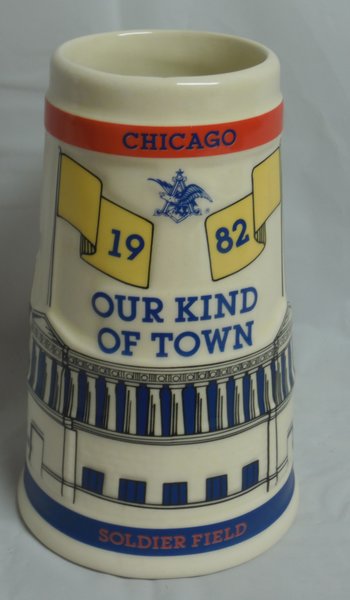 CHICAGO
19 82
OUR KIND
OF TOWN
SOLDIER FIELD